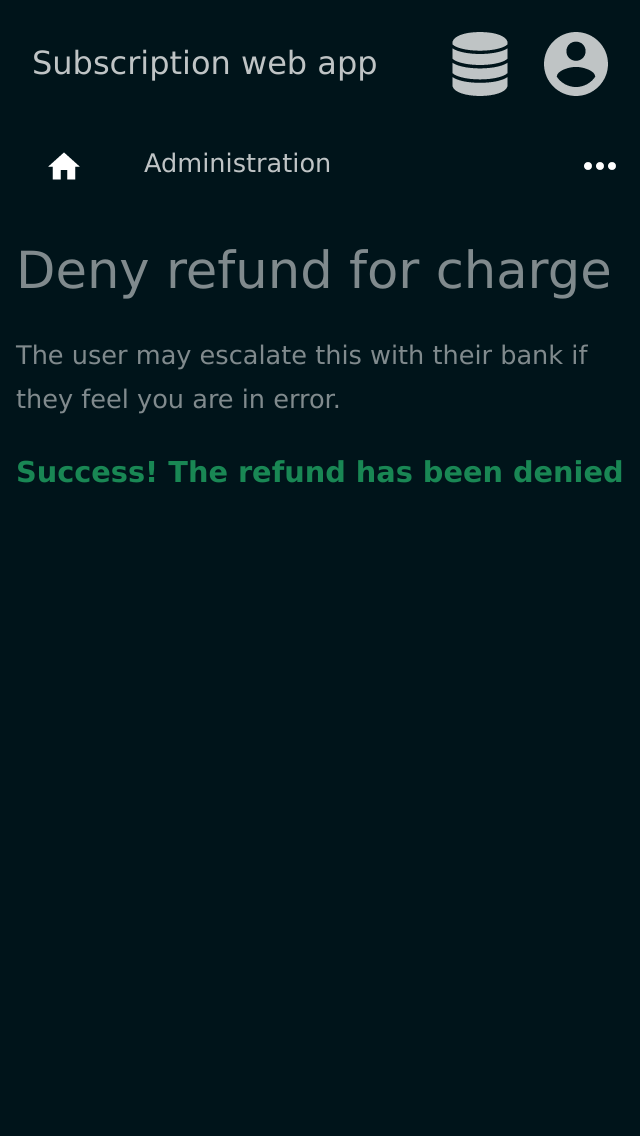 Subscription web app
Administration
Deny refund for charge
The user may escalate this with their bank if
they feel you are in error.
Success! The refund has been denied